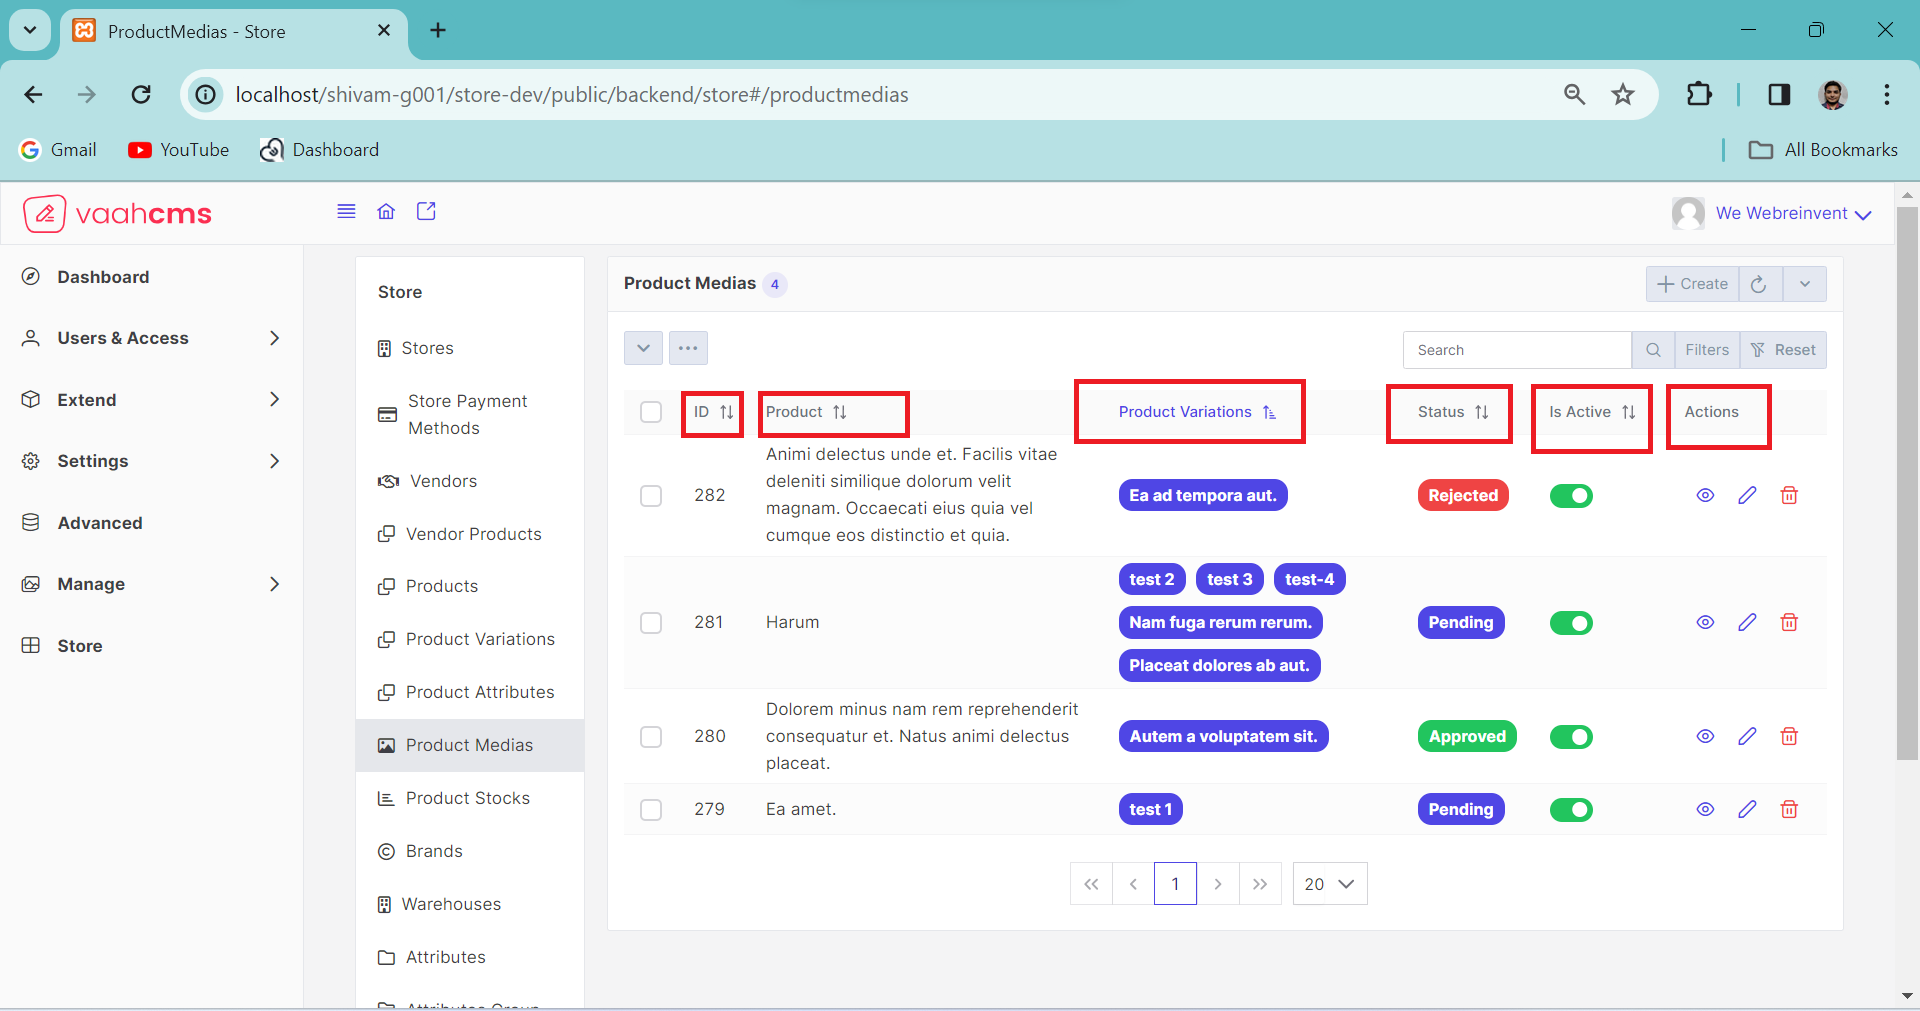 ProductMedias - Store
localhost/shivam-g001/store-dev/public/backend/store#/productmedias
Gmail
YouTube
Dashboard
All Bookmarks
vaahcms
We Webreinvent
Dashboard
Users & Access
Extend
Settings
Advanced
Manage
Store
Store
Stores
Store Payment
Methods
Vendors
Vendor Products
Products
Product Variations
Product Attributes
Product Medias
Product Stocks
Brands
Warehouses
Attributes
Product Medias 4
Create
Search
Filters
Reset
ID Product Product Variations Status Is Active Actions
Animi delectus unde et. Facilis vitae
deleniti similique dolorum velit
magnam. Occaecati eius quia vel
cumque eos distinctio et quia.
282
Ea ad tempora aut.
Rejected
281
Harum
test 2 test 3 test-4
Nam fuga rerum rerum.
Placeat dolores ab aut.
Pending
280
Dolorem minus nam rem reprehenderit
consequatur et. Natus animi delectus
placeat.
Autem a voluptatem sit.
Approved
279
Ea amet.
test 1
Pending
1
20